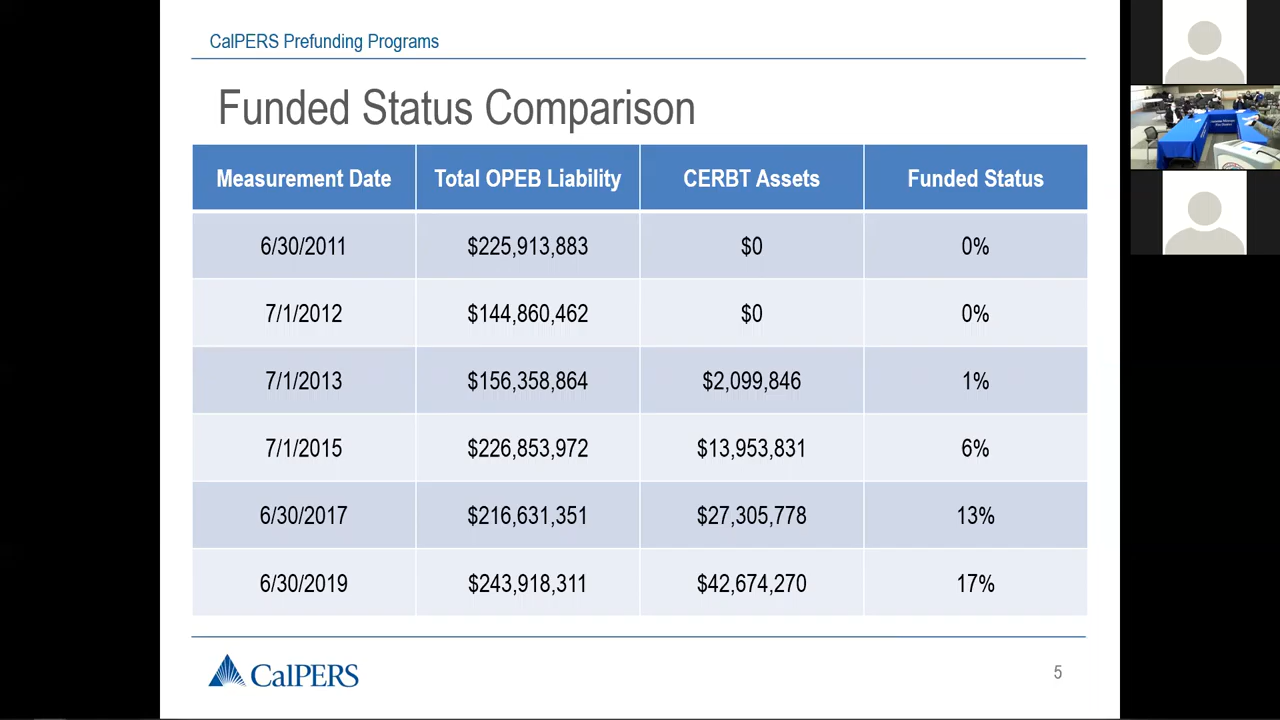 CalPERS Prefunding Programs
Funded Status Comparison
Measurement Date Total OPEB Liability CERBT Assets Funded Status
6/30/2011 $225,913,883 $0 0%
7/1/2012 $144,860,462 $0 0%
7/1/2013 $156,358,864 $2,099,846 1%
7/1/2015 $226,853,972 $13,953,831 6%
6/30/2017 $216,631,351 $27,305,778 13%
6/30/2019 $243,918,311 $42,674,270 17%
CalPERS
5